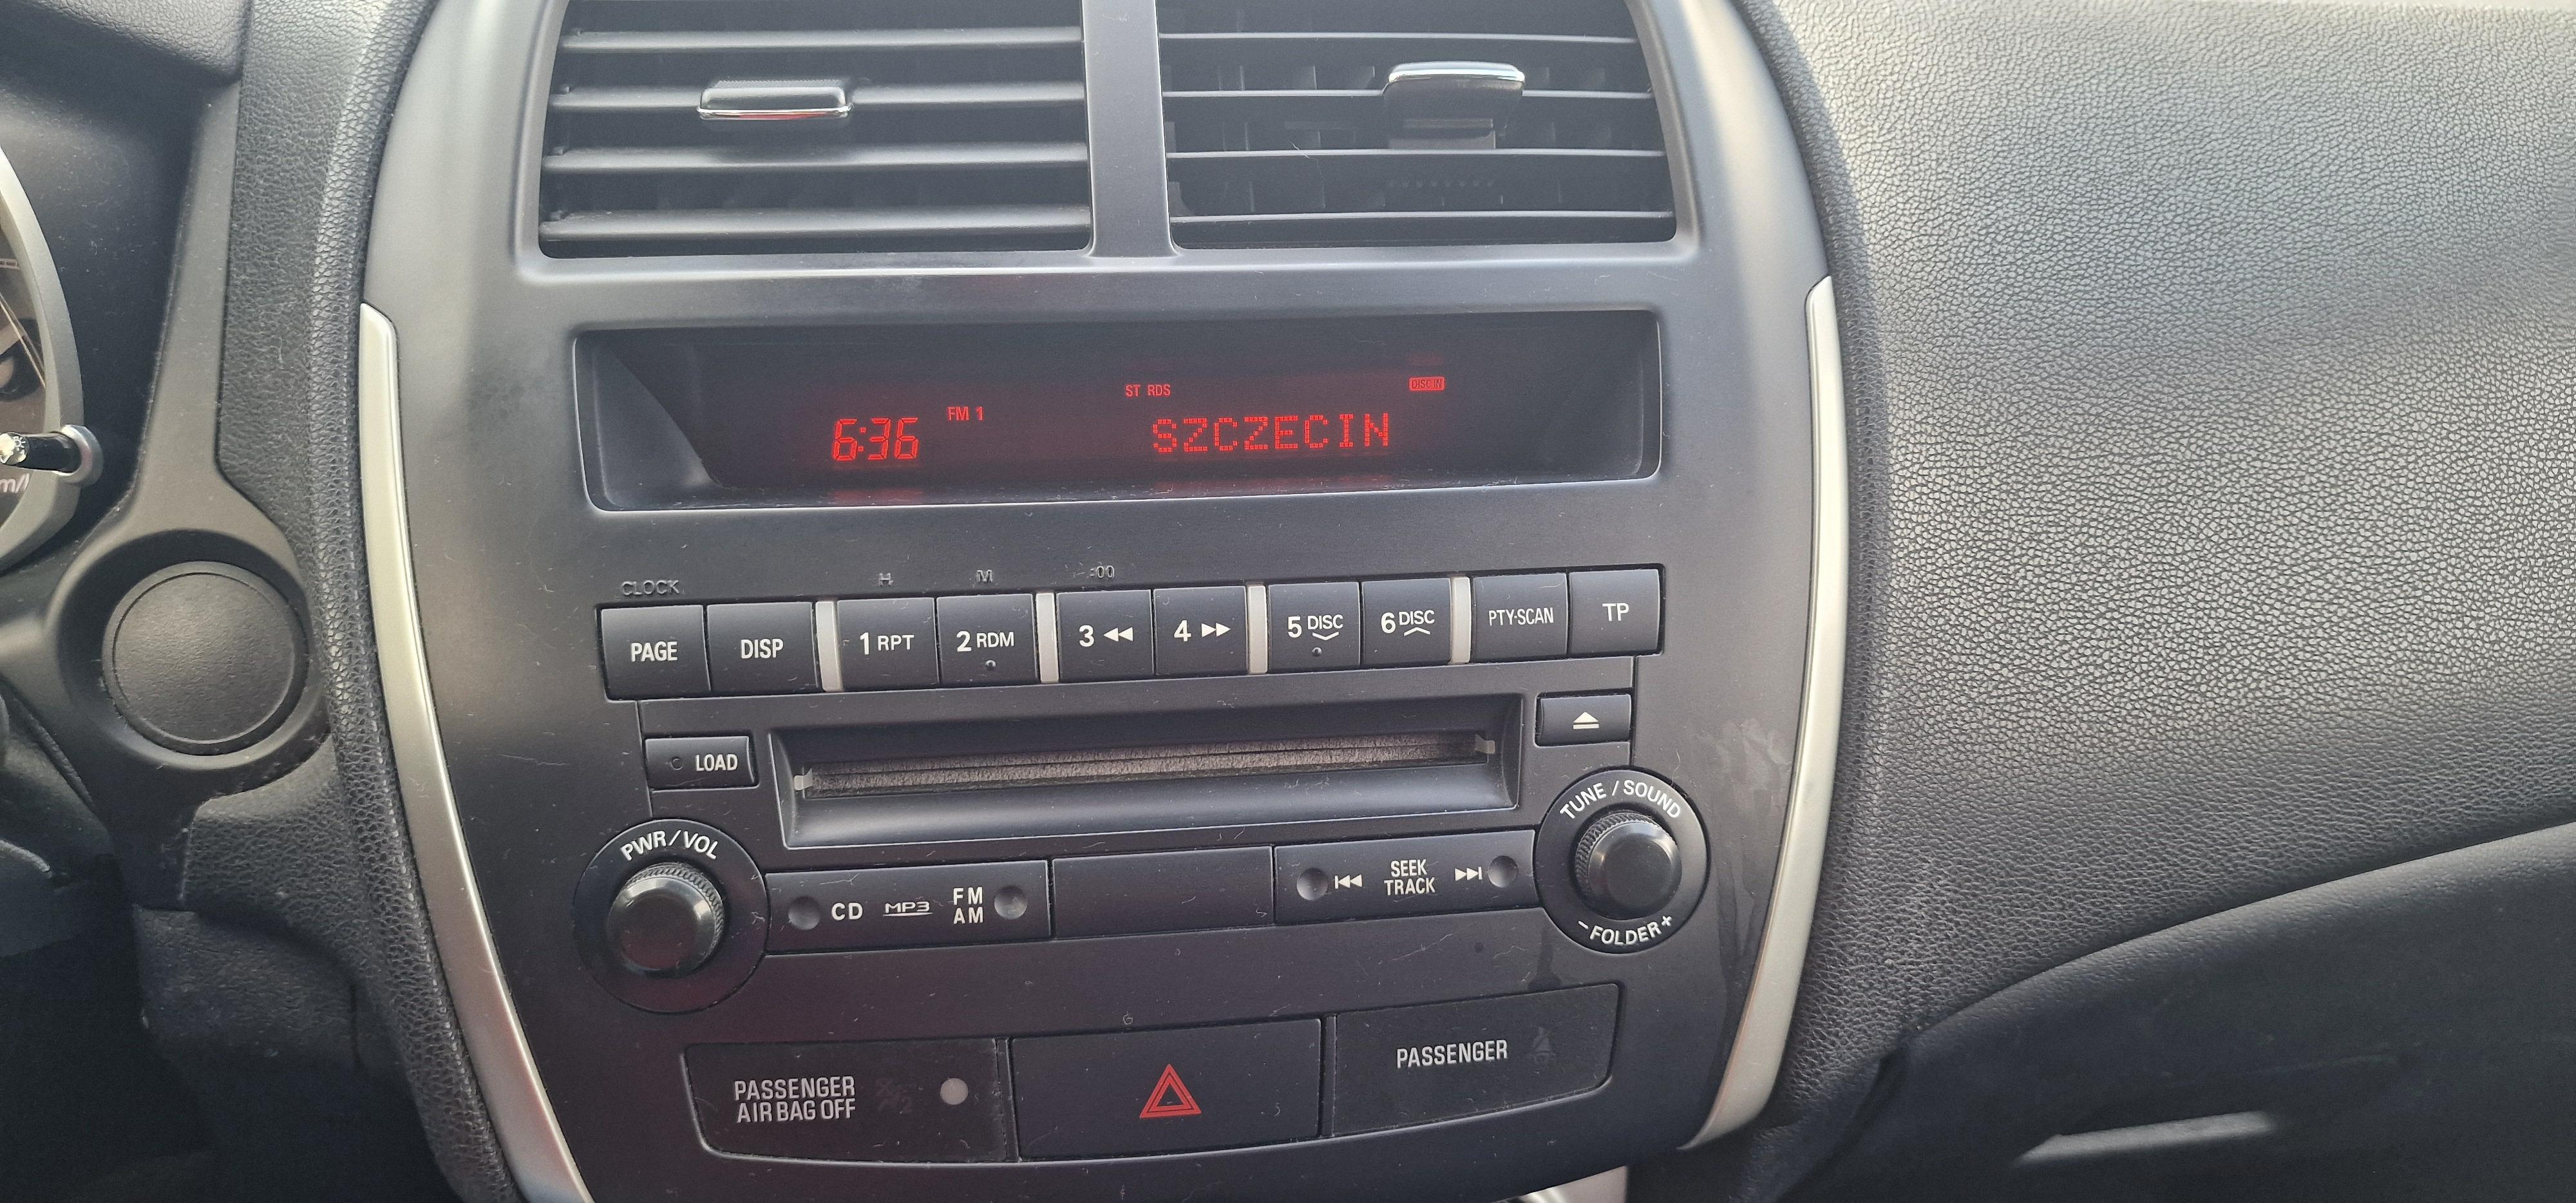 ST RDS
DISC IN
6:36
FM 1
SZCZECIN
CLOCK
H
M
:00
PAGE
DISP
1 RPT
2 RDM
3
4
5 DISC
6 DISC
PTY·SCAN
TP
LOAD
PWR/VOL
CD
MP3
FM
AM
SEEK
TRACK
TUNE / SOUND
- FOLDER +
PASSENGER
AIR BAG OFF
PASSENGER